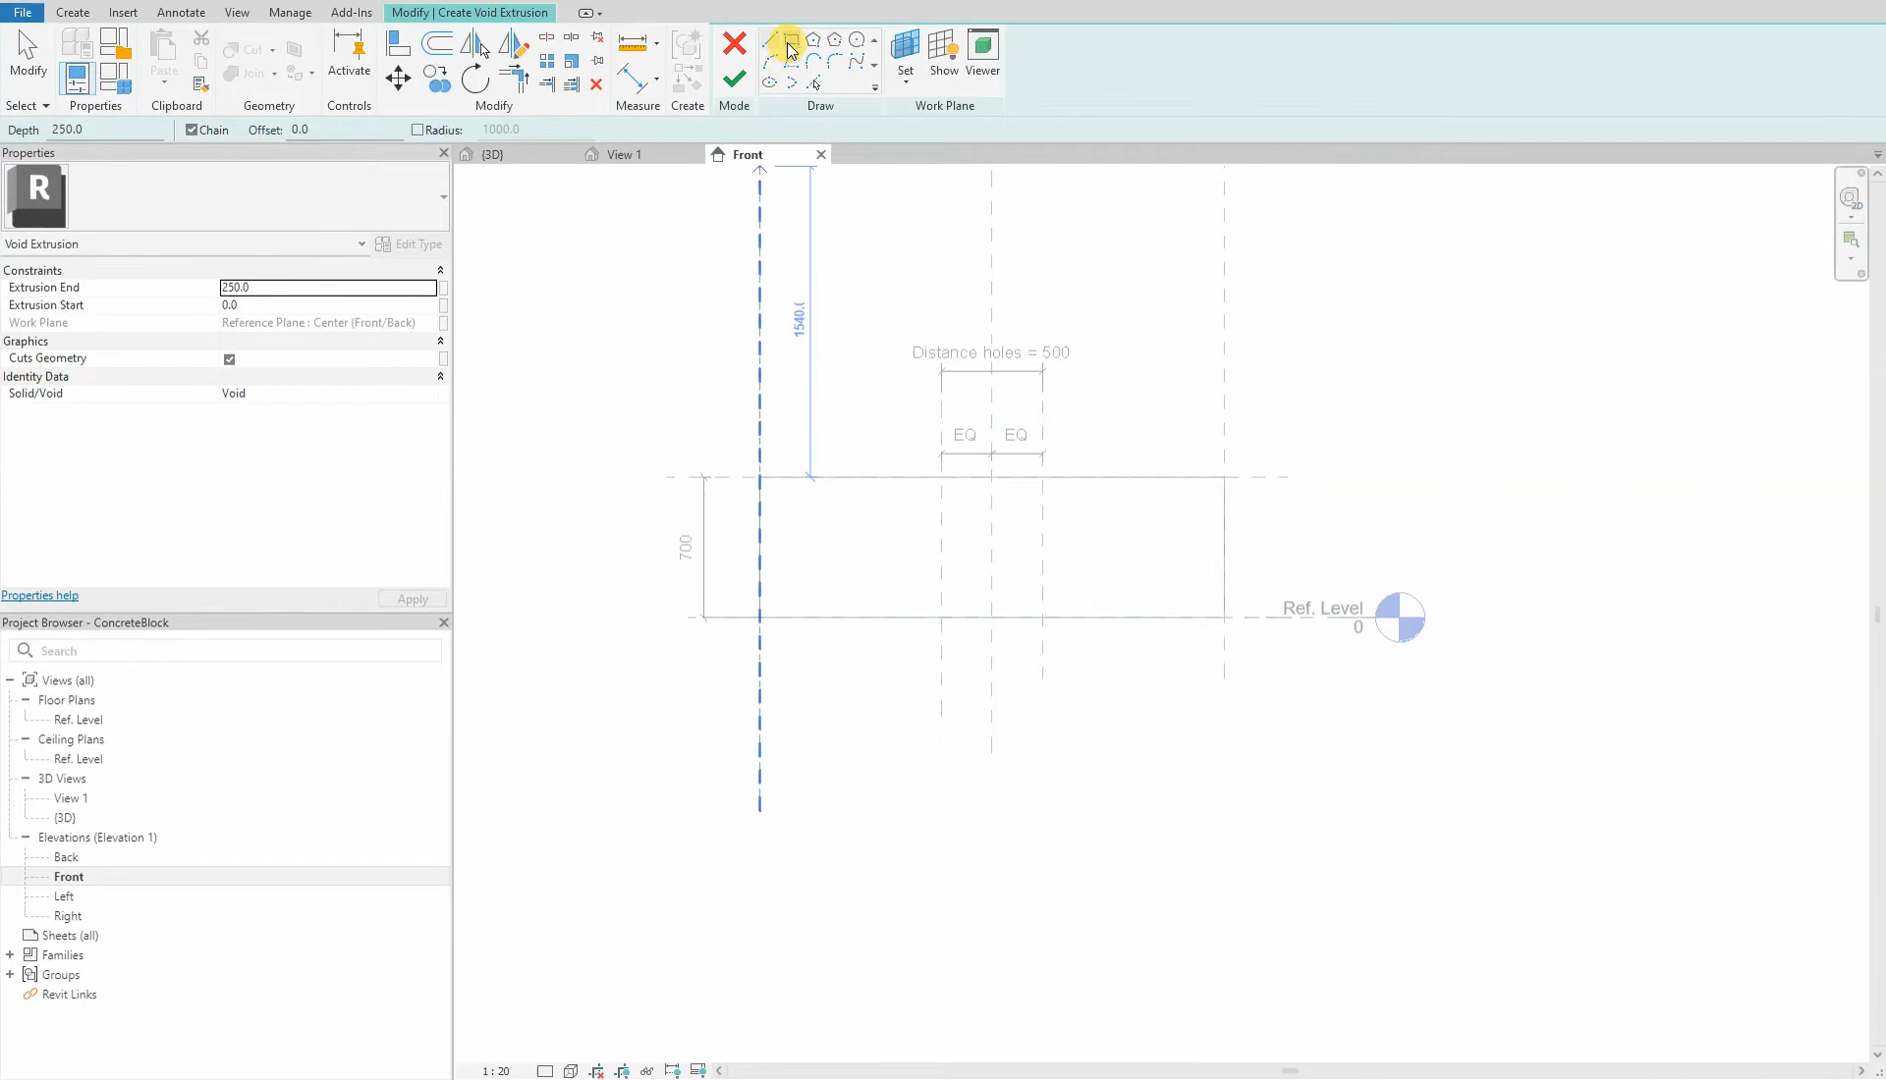 File
Create
Insert
Annotate
View
Manage
Add-Ins
Modify | Create Void Extrusion
Modify
Paste
Cut
Join
Activate
Set
Show
Viewer
Select
Properties
Clipboard
Geometry
Controls
Modify
Measure
Create
Mode
Draw
Work Plane
Depth 250.0
Chain
Offset: 0.0
Radius: 1000.0
Properties
{3D}
View 1
Front
R
Void Extrusion
Edit Type
Constraints
Extrusion End 250.0
Extrusion Start 0.0
Work Plane Reference Plane : Center (Front/Back)
Graphics
Cuts Geometry
Identity Data
Solid/Void Void
Properties help
Apply
Project Browser - ConcreteBlock
Search
Views (all)
Floor Plans
Ref. Level
Ceiling Plans
Ref. Level
3D Views
View 1
{3D}
Elevations (Elevation 1)
Back
Front
Left
Right
Sheets (all)
Families
Groups
Revit Links
1540.(
Distance holes = 500
EQ EQ
700
Ref. Level
0
2D
1 : 20